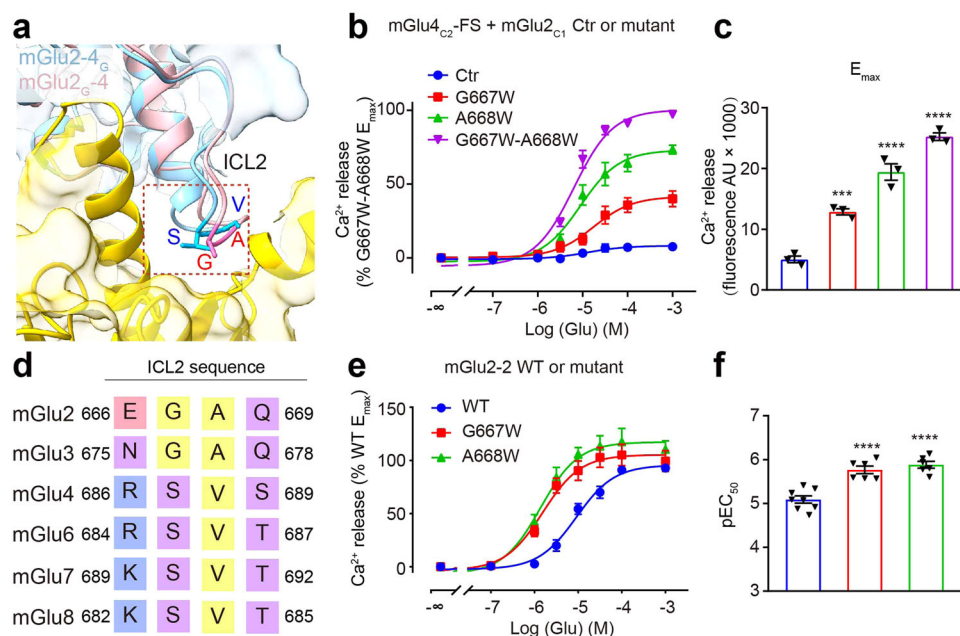 a
mGlu2-4G
mGlu2G-4
ICL2
V
S
A
G
b
mGlu4C2-FS + mGlu2C1 Ctr or mutant
Ca2+ release
(% G667W-A668W Emax)
100
50
0
Ctr
G667W
A668W
G667W-A668W
-∞ -7 -6 -5 -4 -3
Log (Glu) (M)
c
Emax
Ca2+ release
(fluorescence AU × 1000)
30
20
10
0
***
****
****
d
ICL2 sequence
mGlu2 666 E G A Q 669
mGlu3 675 N G A Q 678
mGlu4 686 R S V S 689
mGlu6 684 R S V T 687
mGlu7 689 K S V T 692
mGlu8 682 K S V T 685
e
mGlu2-2 WT or mutant
Ca2+ release (% WT Emax)
150
100
50
0
WT
G667W
A668W
-∞ -7 -6 -5 -4 -3
Log (Glu) (M)
f
pEC50
7
6
5
4
3
****
****